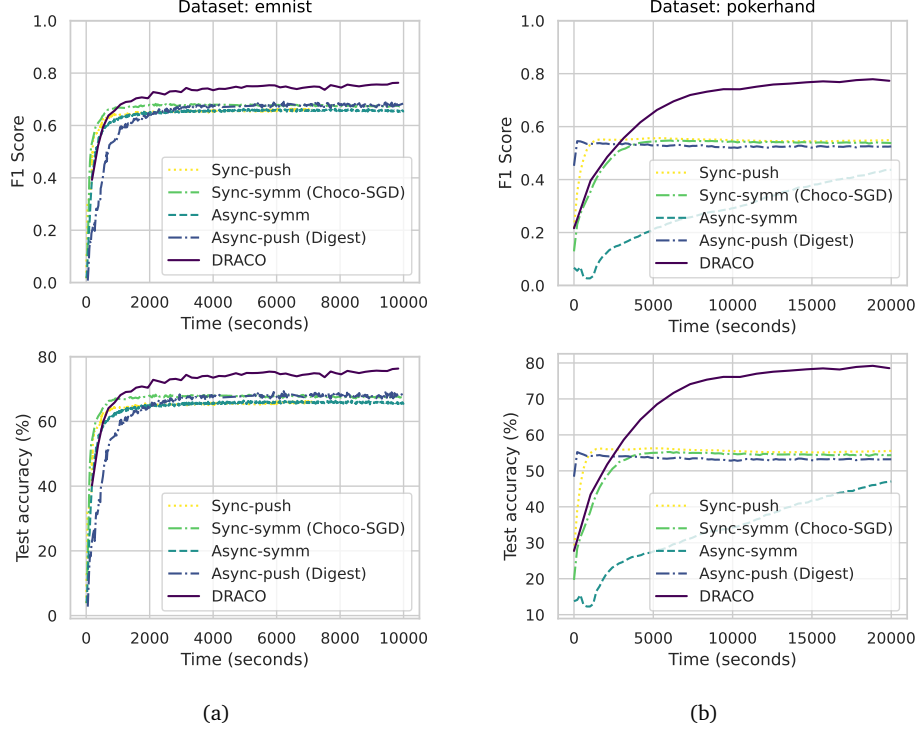 Dataset: emnist
1.0
0.8
0.6
0.4
0.2
0.0
F1 Score
Sync-push
Sync-symm (Choco-SGD)
Async-symm
Async-push (Digest)
DRACO
0 2000 4000 6000 8000 10000
Time (seconds)
Dataset: pokerhand
1.0
0.8
0.6
0.4
0.2
0.0
F1 Score
Sync-push
Sync-symm (Choco-SGD)
Async-symm
Async-push (Digest)
DRACO
0 5000 10000 15000 20000
Time (seconds)
80
60
40
20
0
Test accuracy (%)
Sync-push
Sync-symm (Choco-SGD)
Async-symm
Async-push (Digest)
DRACO
0 2000 4000 6000 8000 10000
Time (seconds)
80
70
60
50
40
30
20
10
Test accuracy (%)
Sync-push
Sync-symm (Choco-SGD)
Async-symm
Async-push (Digest)
DRACO
0 5000 10000 15000 20000
Time (seconds)
(a)
(b)